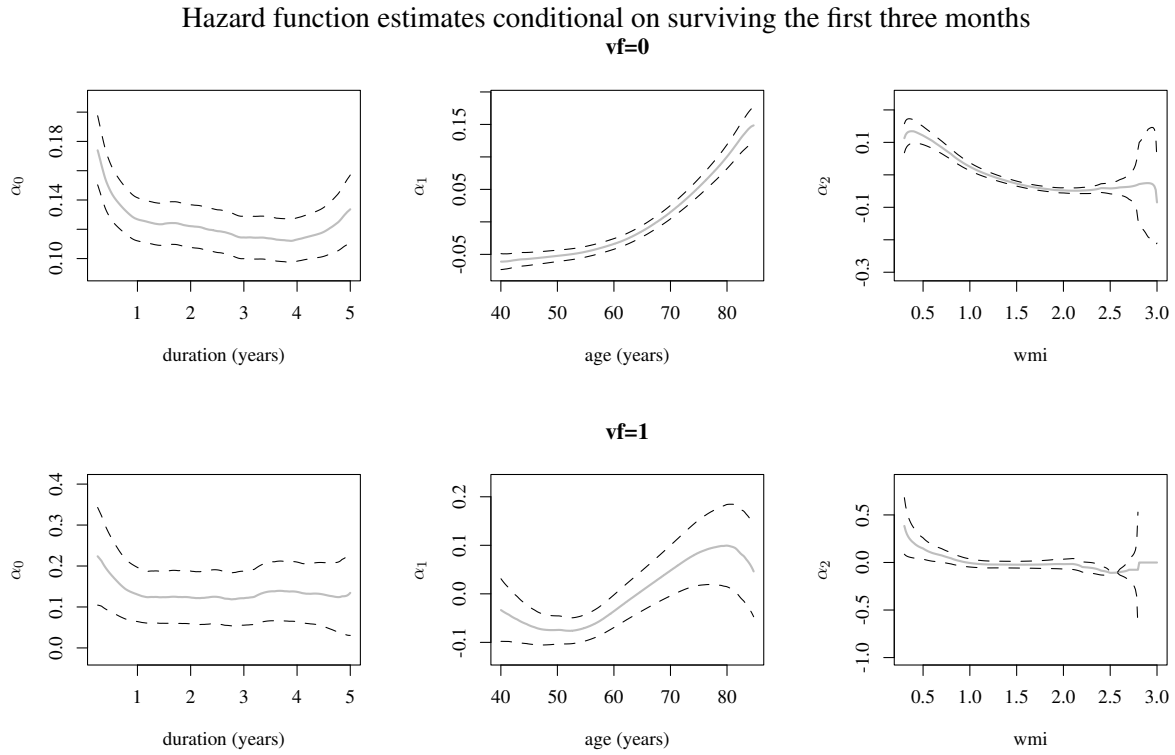 Hazard function estimates conditional on surviving the first three months
vf=0
α0
0.10 0.14 0.18
1 2 3 4 5
duration (years)
α1
-0.05 0.05 0.15
40 50 60 70 80
age (years)
α2
-0.3 -0.1 0.1
0.5 1.0 1.5 2.0 2.5 3.0
wmi
vf=1
α0
0.0 0.1 0.2 0.3 0.4
1 2 3 4 5
duration (years)
α1
-0.1 0.0 0.1 0.2
40 50 60 70 80
age (years)
α2
-1.0 -0.5 0.0 0.5
0.5 1.0 1.5 2.0 2.5 3.0
wmi